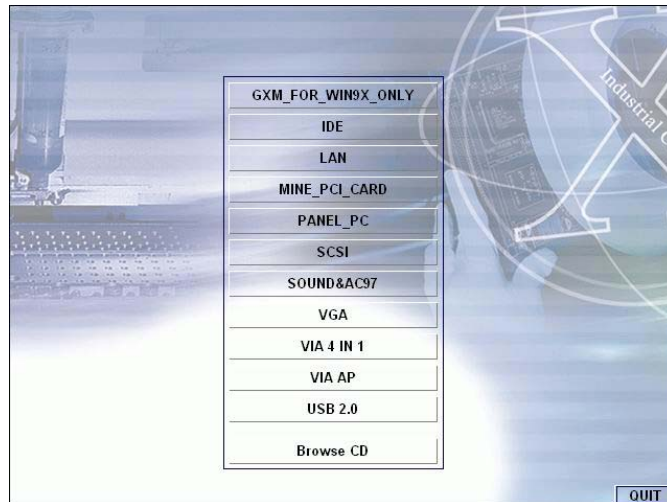 GXM_FOR_WIN9X_ONLY
IDE
LAN
MINE_PCI_CARD
PANEL_PC
SCSI
SOUND&AC97
VGA
VIA 4 IN 1
VIA AP
USB 2.0
Browse CD
QUIT
Industrial